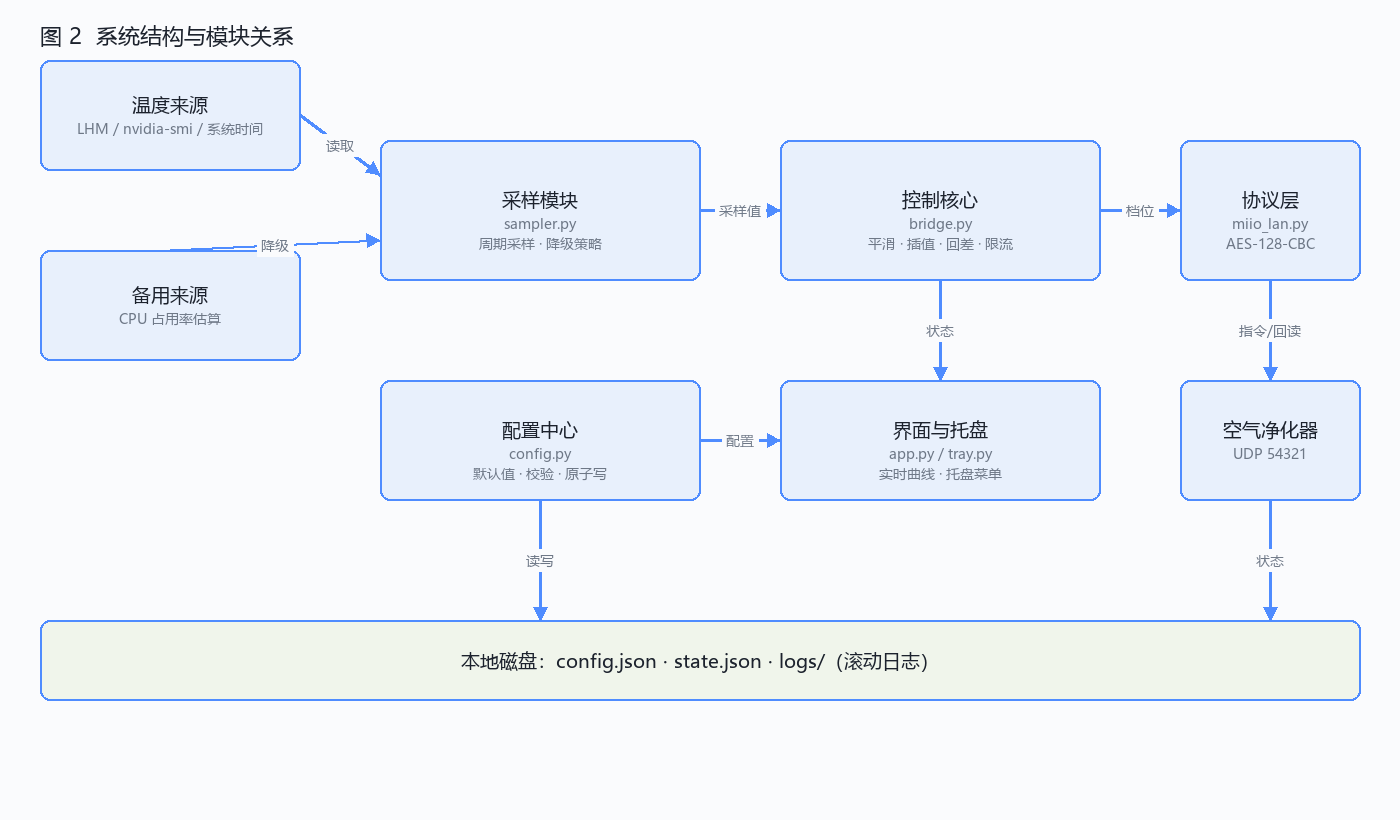 图 2 系统结构与模块关系
温度来源
LHM / nvidia-smi / 系统时间
读取
采样模块
sampler.py
周期采样 · 降级策略
采样值
控制核心
bridge.py
平滑 · 插值 · 回差 · 限流
档位
协议层
miio_lan.py
AES-128-CBC
降级
备用来源
CPU 占用率估算
状态
指令/回读
配置中心
config.py
默认值 · 校验 · 原子写
配置
界面与托盘
app.py / tray.py
实时曲线 · 托盘菜单
空气净化器
UDP 54321
读写
状态
本地磁盘：config.json · state.json · logs/（滚动日志）